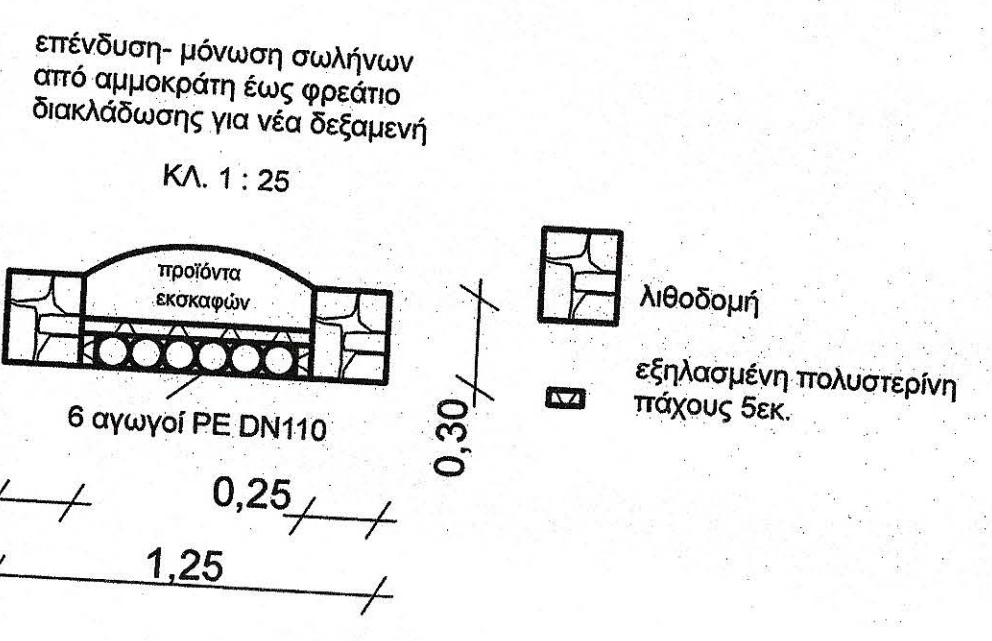 επένδυση- μόνωση σωλήνων
από αμμοκράτη έως φρεάτιο
διακλάδωσης για νέα δεξαμενή
ΚΛ. 1 : 25
προϊόντα
εκσκαφών
λιθοδομή
εξηλασμένη πολυστερίνη
πάχους 5εκ.
6 αγωγοί PE DN110
0,30
0,25
1,25